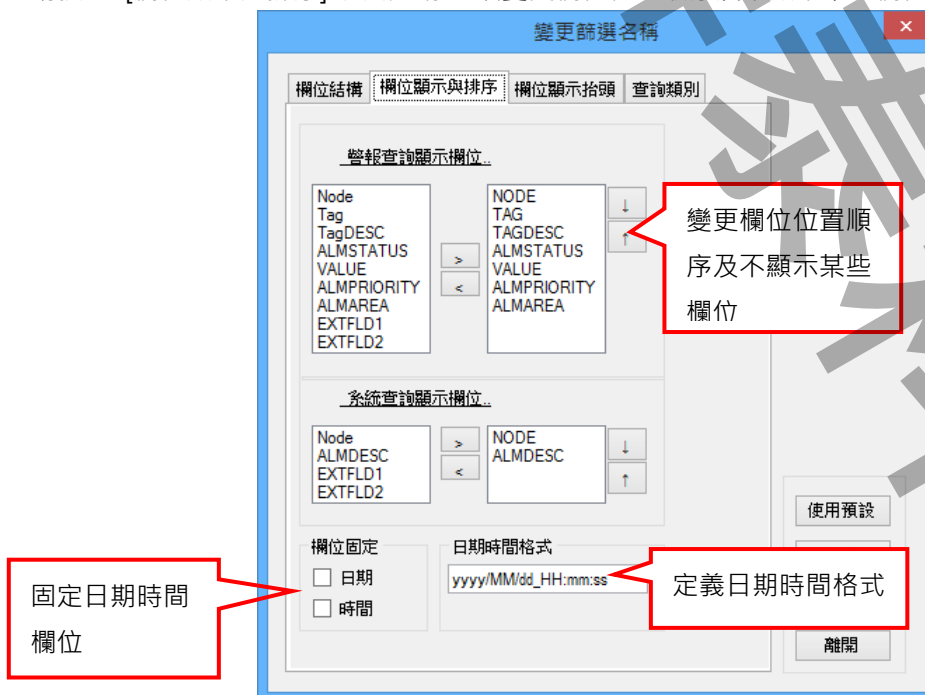 變更篩選名稱
×
欄位結構 欄位顯示與排序 欄位顯示抬頭 查詢類別
警報查詢顯示欄位..
Node
Tag
TagDESC
ALMSTATUS
VALUE
ALMPRIORITY
ALMAREA
EXTFLD1
EXTFLD2
>
<
NODE
TAG
TAGDESC
ALMSTATUS
VALUE
ALMPRIORITY
ALMAREA
↓
↑
變更欄位位置順
序及不顯示某些
欄位
系統查詢顯示欄位..
Node
ALMDESC
EXTFLD1
EXTFLD2
>
<
NODE
ALMDESC
↓
↑
使用預設
欄位固定
日期
時間
日期時間格式
yyyy/MM/dd_HH:mm:ss
固定日期時間
欄位
定義日期時間格式
離開